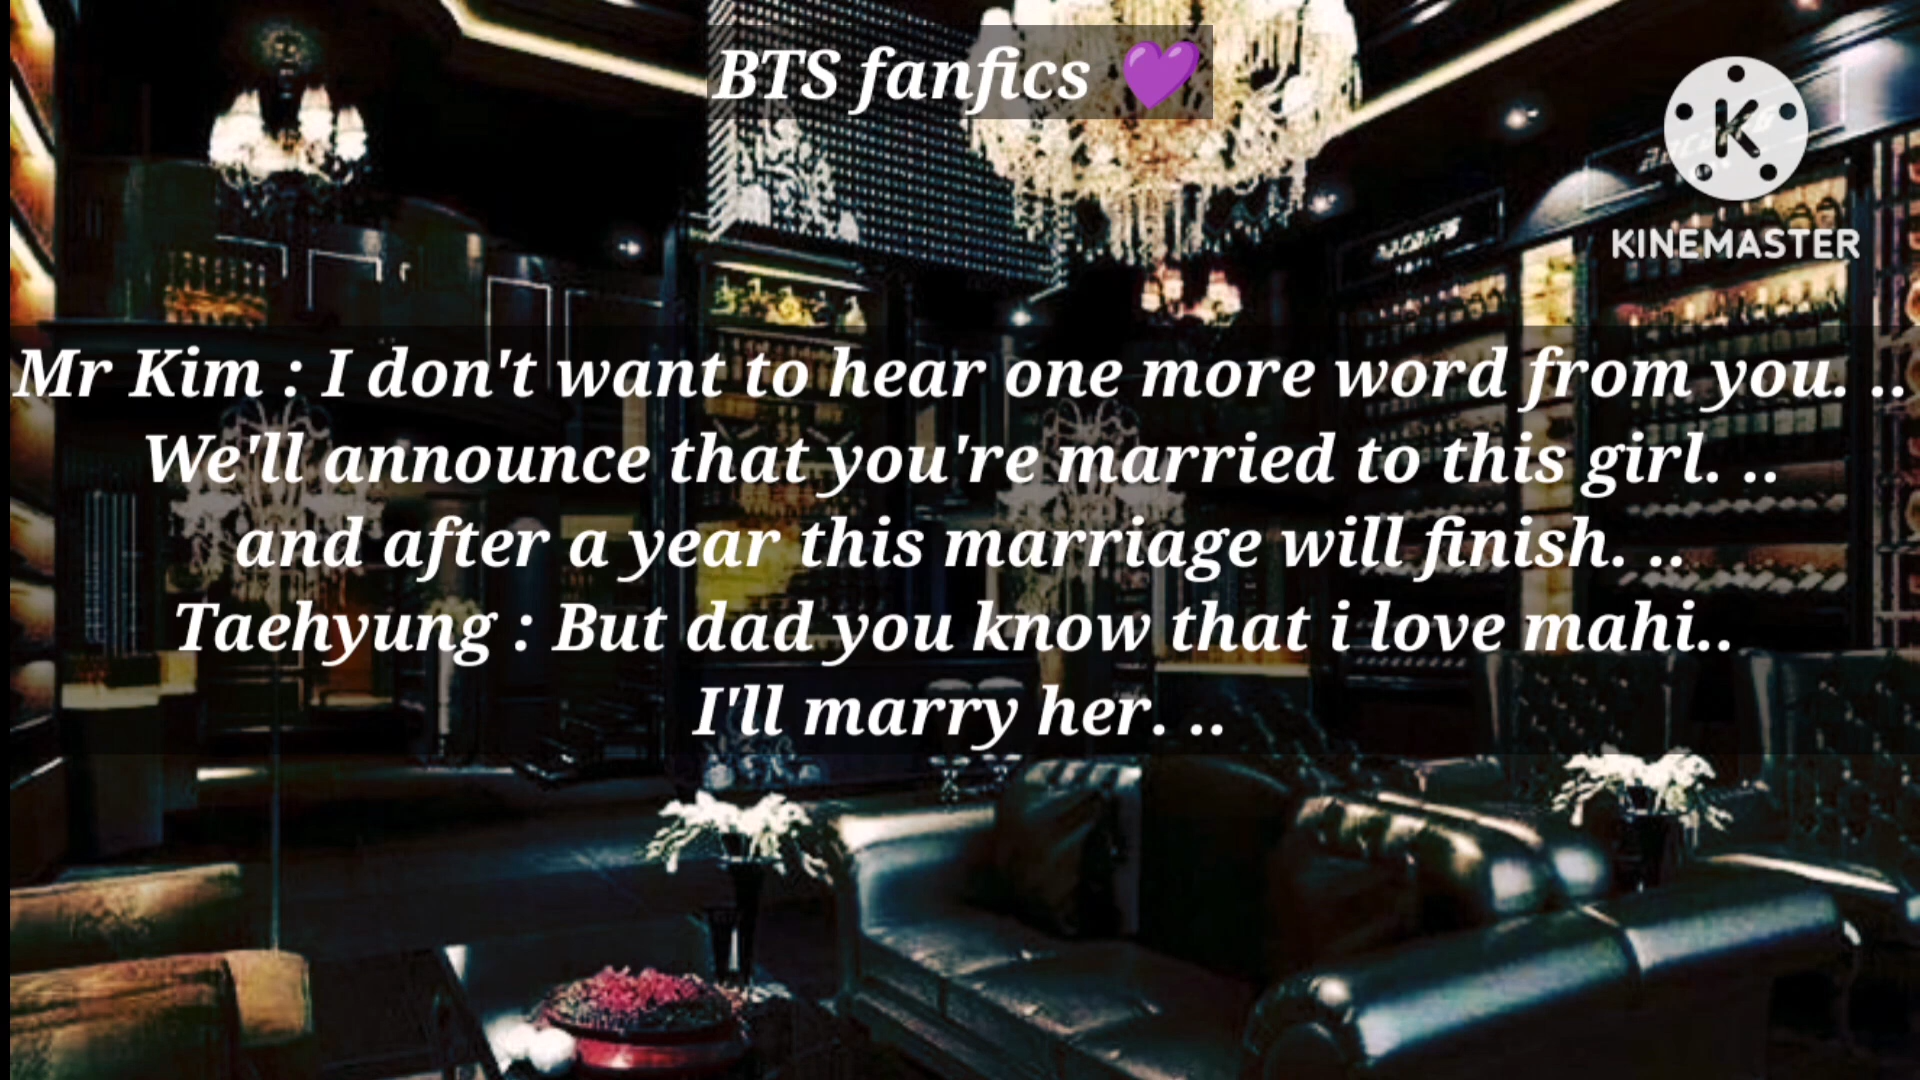 BTS fanfics 💜
KINEMASTER
Mr Kim : I don't want to hear one more word from you. ..
We'll announce that you're married to this girl. ..
and after a year this marriage will finish. ..
Taehyung : But dad you know that i love mahi..
I'll marry her. ..